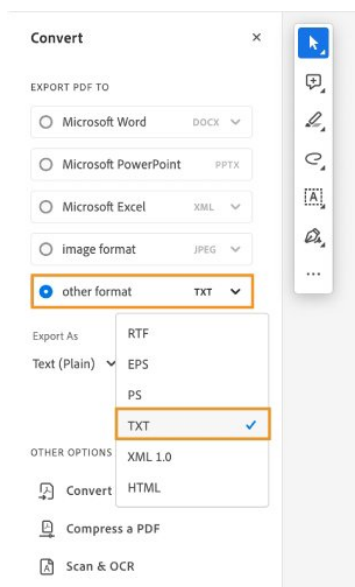 Convert ×
EXPORT PDF TO
Microsoft Word DOCX
Microsoft PowerPoint PPTX
Microsoft Excel XML
image format JPEG
other format TXT
Export As
Text (Plain)
RTF
EPS
PS
TXT
XML 1.0
HTML
OTHER OPTIONS
Convert
Compress a PDF
Scan & OCR